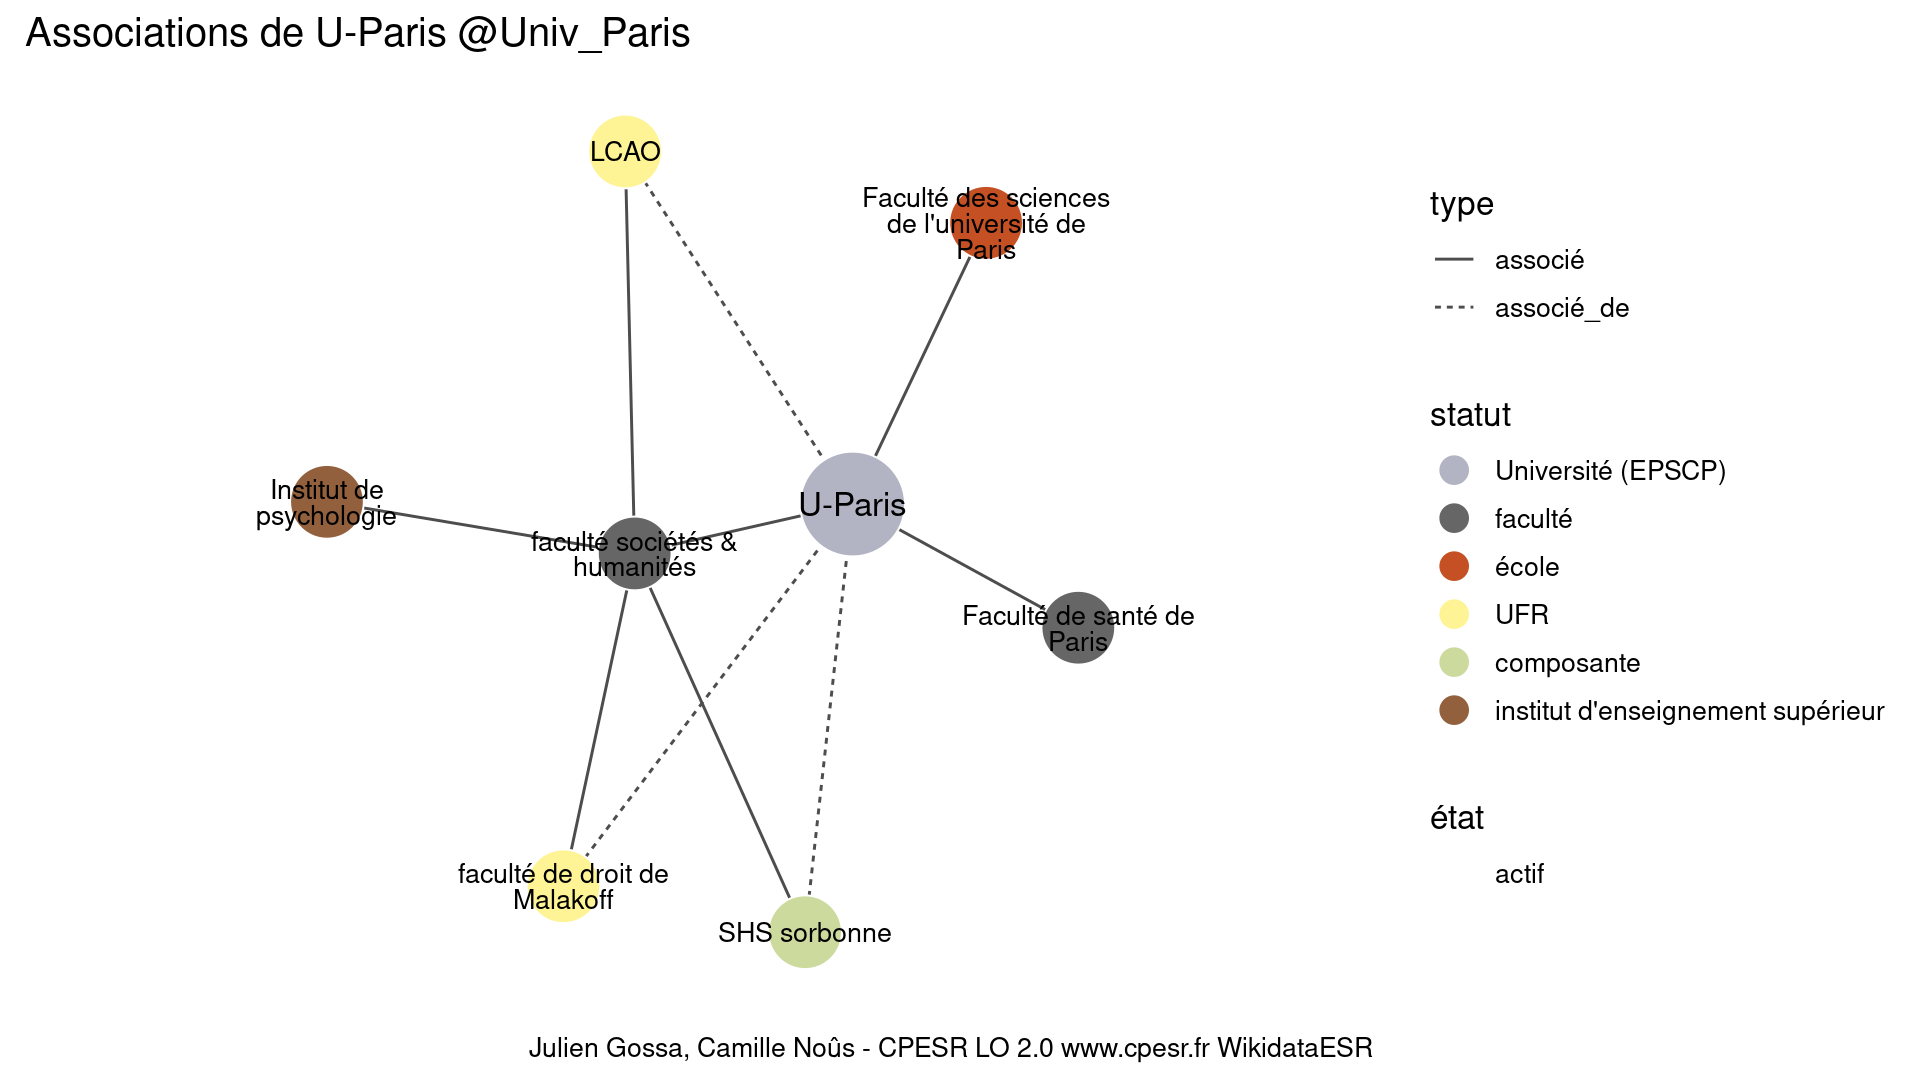 Associations de U-Paris @Univ_Paris
LCAO
Faculté des sciences
de l'université de
Paris
Institut de
psychologie
U-Paris
faculté sociétés &
humanités
Faculté de santé de
Paris
faculté de droit de
Malakoff
SHS sorbonne
type
associé
associé_de
statut
Université (EPSCP)
faculté
école
UFR
composante
institut d'enseignement supérieur
état
actif
Julien Gossa, Camille Noûs - CPESR LO 2.0 www.cpesr.fr WikidataESR